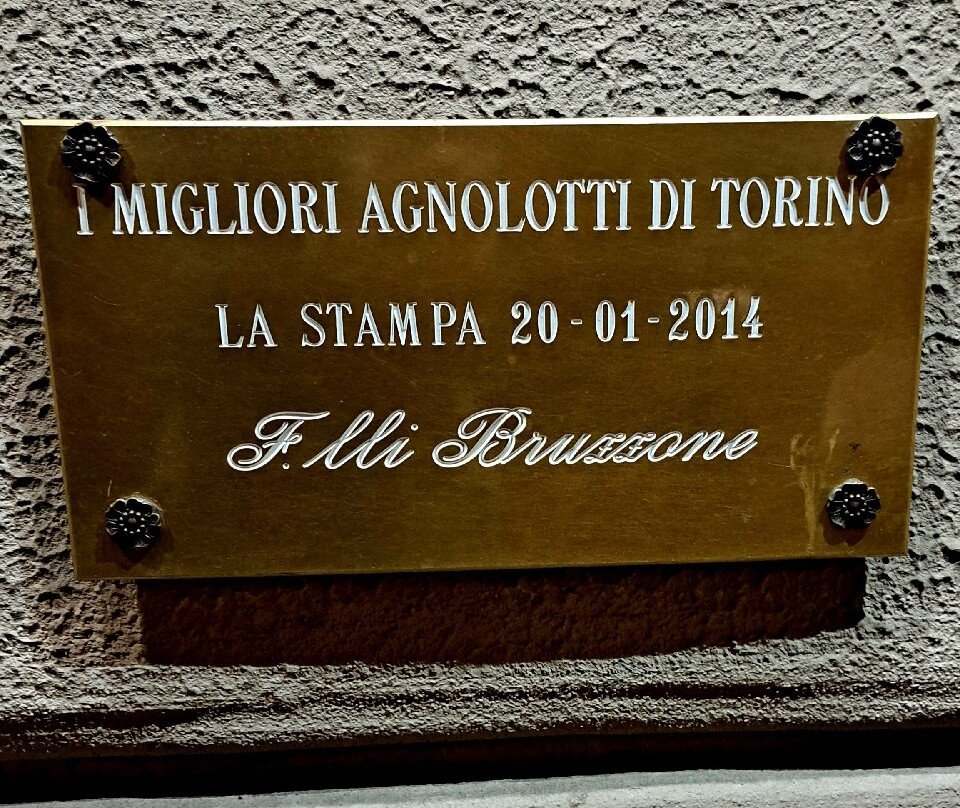 I MIGLIORI AGNOLOTTI DI TORINO
LA STAMPA 20-01-2014
F.lli Bruzzone